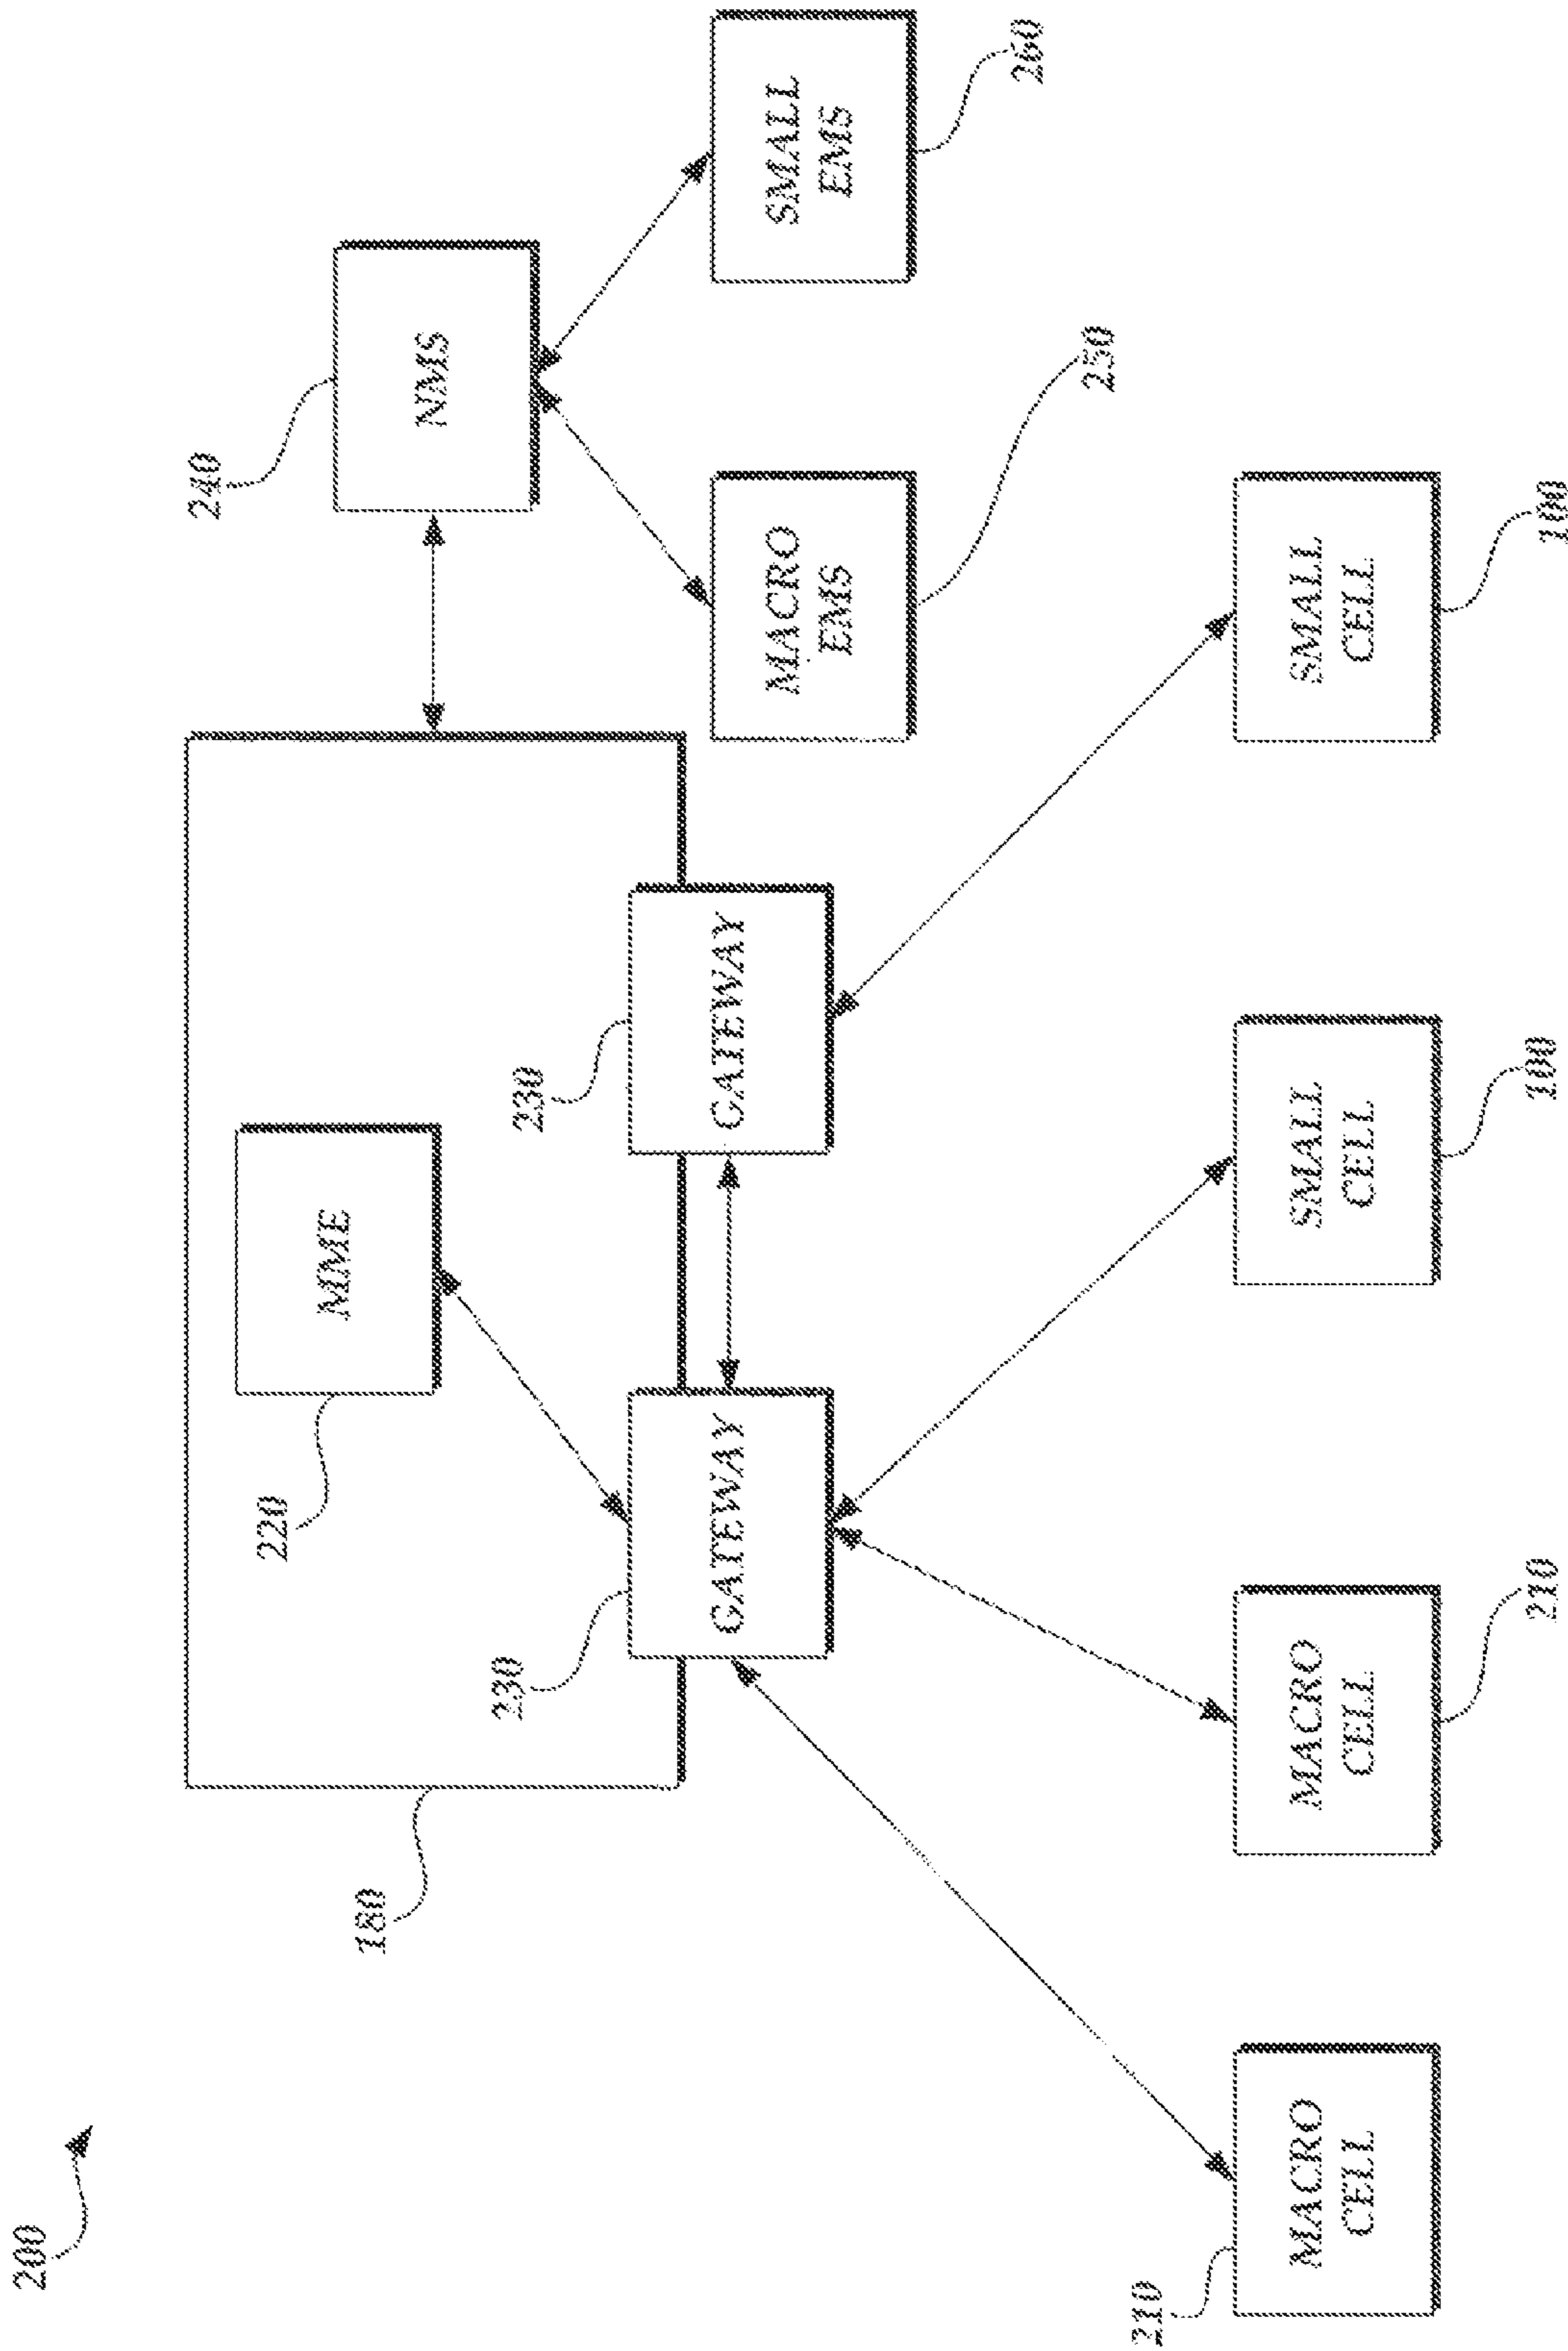 200
180
220
MME
230
GATEWAY
230
GATEWAY
240
NMS
MACRO
EMS
250
SMALL
EMS
260
210
MACRO
CELL
MACRO
CELL
210
SMALL
CELL
100
SMALL
CELL
100